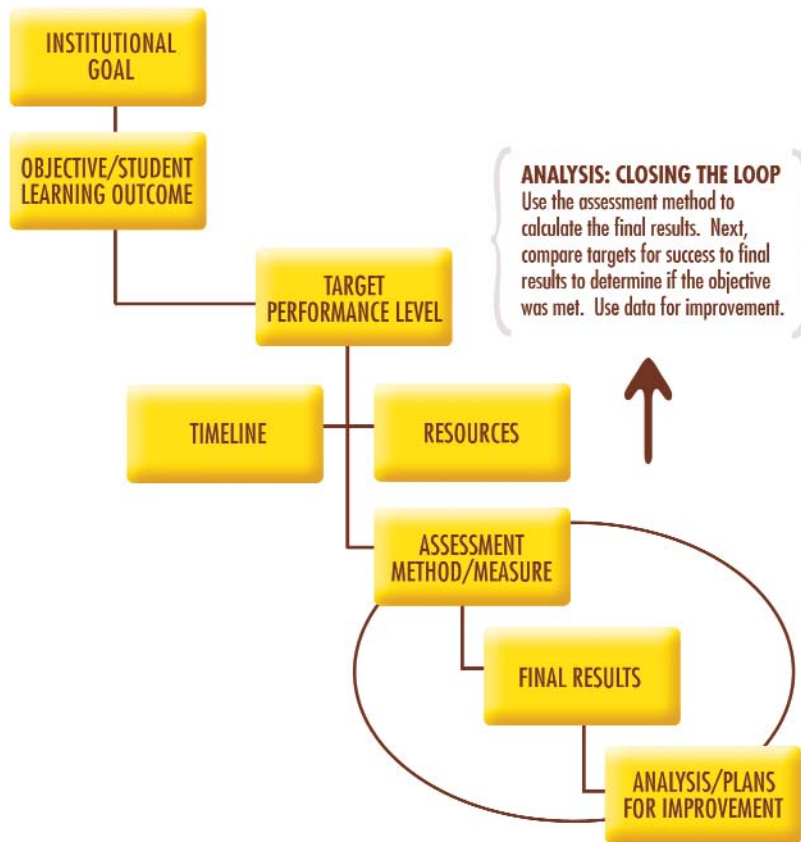 INSTITUTIONAL
GOAL
OBJECTIVE/STUDENT
LEARNING OUTCOME
ANALYSIS: CLOSING THE LOOP
Use the assessment method to
calculate the final results. Next,
compare targets for success to final
results to determine if the objective
was met. Use data for improvement.
TARGET
PERFORMANCE LEVEL
TIMELINE
RESOURCES
ASSESSMENT
METHOD/MEASURE
FINAL RESULTS
ANALYSIS/PLANS
FOR IMPROVEMENT